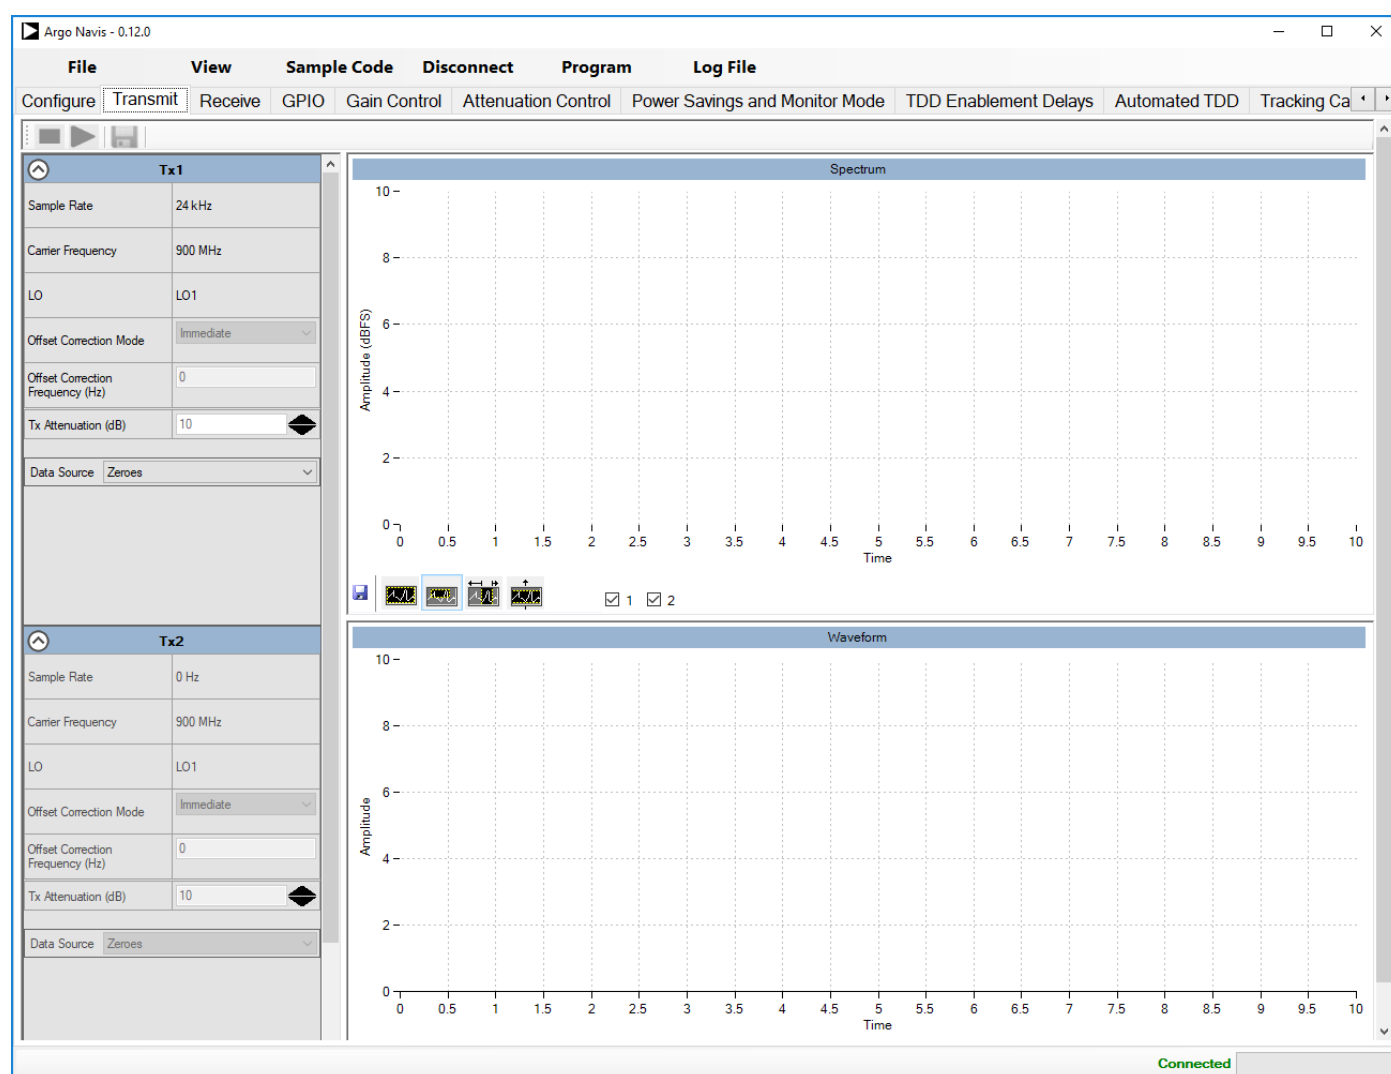 Argo Navis - 0.12.0
File View Sample Code Disconnect Program Log File
Configure Transmit Receive GPIO Gain Control Attenuation Control Power Savings and Monitor Mode TDD Enablement Delays Automated TDD Tracking Ca
Tx1
Sample Rate 24 kHz
Carrier Frequency 900 MHz
LO LO1
Offset Correction Mode Immediate
Offset Correction
Frequency (Hz) 0
Tx Attenuation (dB) 10
Data Source Zeroes
Spectrum
10
8
6
4
2
0
Amplitude (dBFS)
0 0.5 1 1.5 2 2.5 3 3.5 4 4.5 5 5.5 6 6.5 7 7.5 8 8.5 9 9.5 10
Time
1 2
Tx2
Sample Rate 0 Hz
Carrier Frequency 900 MHz
LO LO1
Offset Correction Mode Immediate
Offset Correction
Frequency (Hz) 0
Tx Attenuation (dB) 10
Data Source Zeroes
Waveform
10
8
6
4
2
0
Amplitude
0 0.5 1 1.5 2 2.5 3 3.5 4 4.5 5 5.5 6 6.5 7 7.5 8 8.5 9 9.5 10
Time
Connected